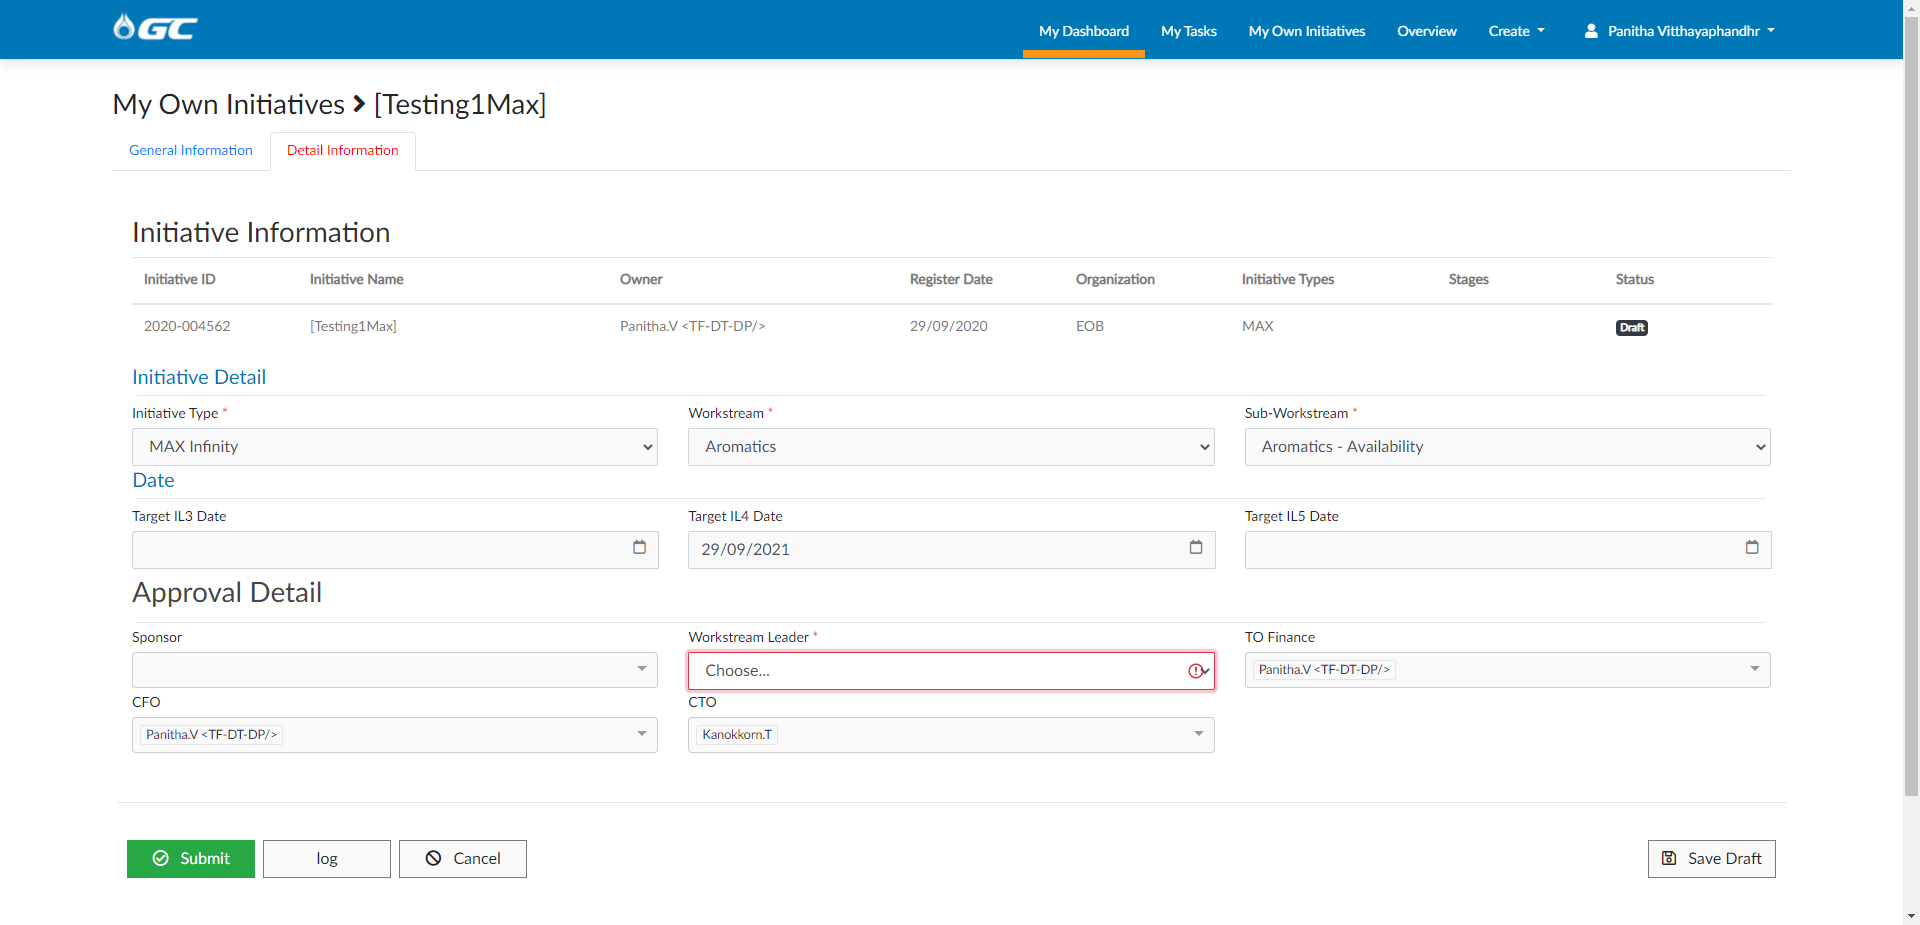 GC
My Dashboard
My Tasks
My Own Initiatives
Overview
Create
Panitha Vitthayaphandhr
My Own Initiatives > [Testing1Max]
General Information
Detail Information
Initiative Information
Initiative ID Initiative Name Owner Register Date Organization Initiative Types Stages Status
2020-004562 [Testing1Max] Panitha.V <TF-DT-DP/> 29/09/2020 EOB MAX Draft
Initiative Detail
Initiative Type * Workstream * Sub-Workstream *
MAX Infinity Aromatics Aromatics - Availability
Date
Target IL3 Date Target IL4 Date Target IL5 Date
29/09/2021
Approval Detail
Sponsor Workstream Leader * TO Finance
Choose... Panitha.V <TF-DT-DP/>
CFO CTO
Panitha.V <TF-DT-DP/> Kanokkorn.T
Submit log Cancel Save Draft